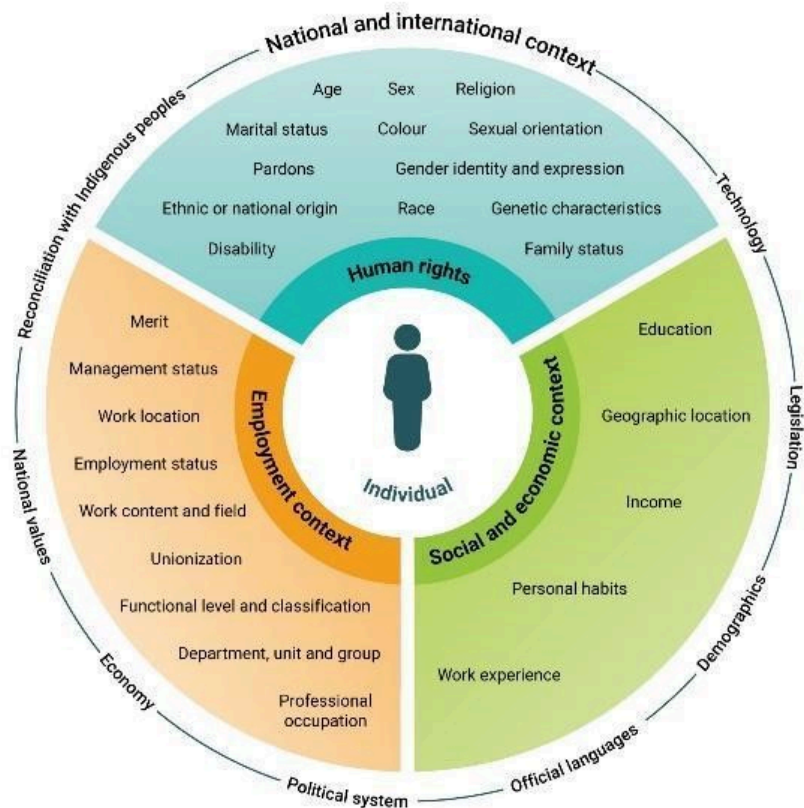 National and international context
Technology
Legislation
Demographics
Official languages
Political system
Economy
National values
Reconciliation with Indigenous peoples
Age Sex Religion
Marital status Colour Sexual orientation
Pardons Gender identity and expression
Ethnic or national origin Race Genetic characteristics
Disability Family status
Human rights
Education
Geographic location
Income
Personal habits
Work experience
Social and economic context
Merit
Management status
Work location
Employment status
Work content and field
Unionization
Functional level and classification
Department, unit and group
Professional
occupation
Employment context
Individual